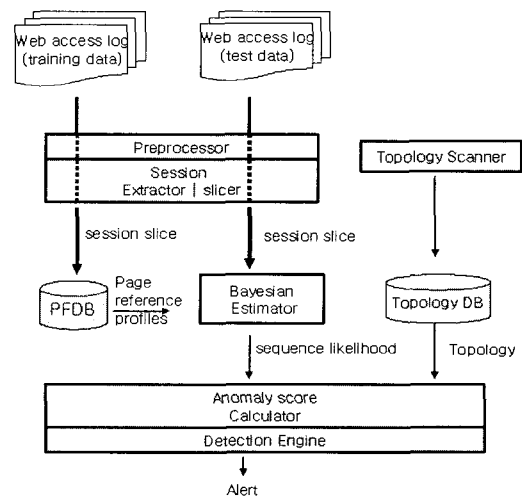 Web access log
(training data)
Web access log
(test data)
Preprocessor
Session
Extractor | slicer
Topology Scanner
session slice
session slice
PFDB
Page
reference
profiles
Bayesian
Estimator
Topology DB
sequence likelihood
Topology
Anomaly score
Calculator
Detection Engine
Alert